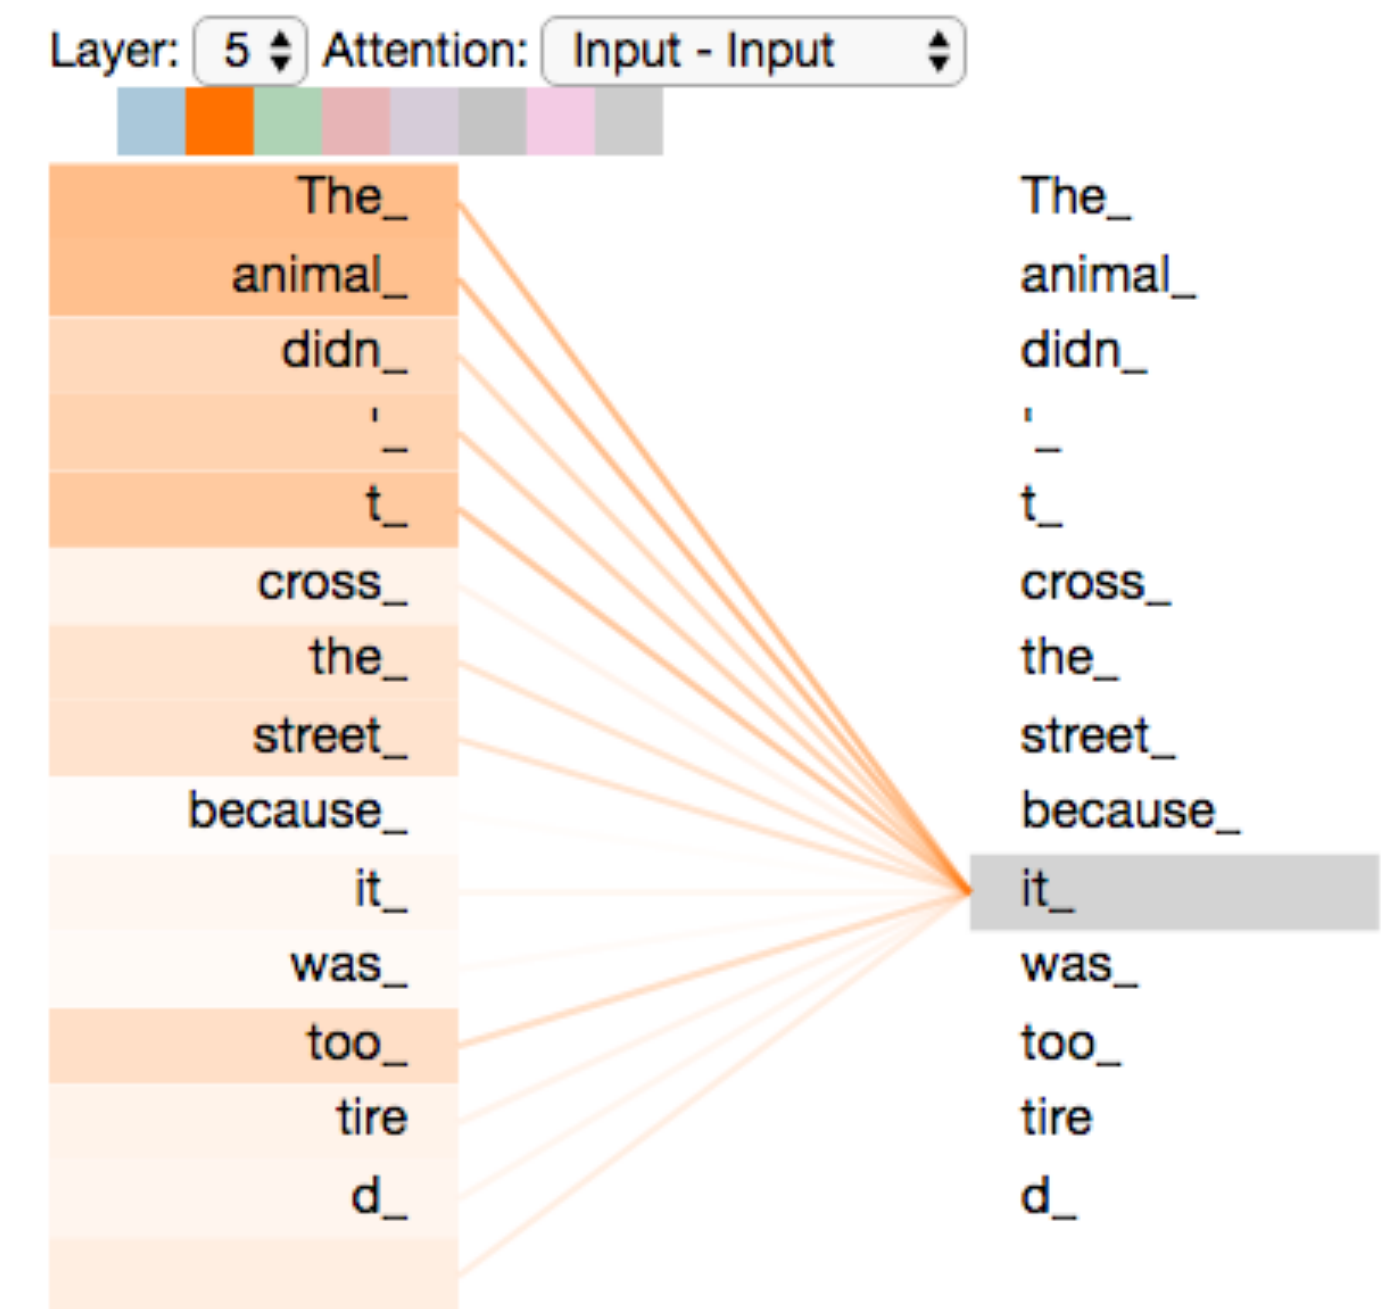 Layer: 5 Attention: Input - Input
The_ The_
animal_ animal_
didn_ didn_
'_ '_
t_ t_
cross_ cross_
the_ the_
street_ street_
because_ because_
it_ it_
was_ was_
too_ too_
tire tire
d_ d_